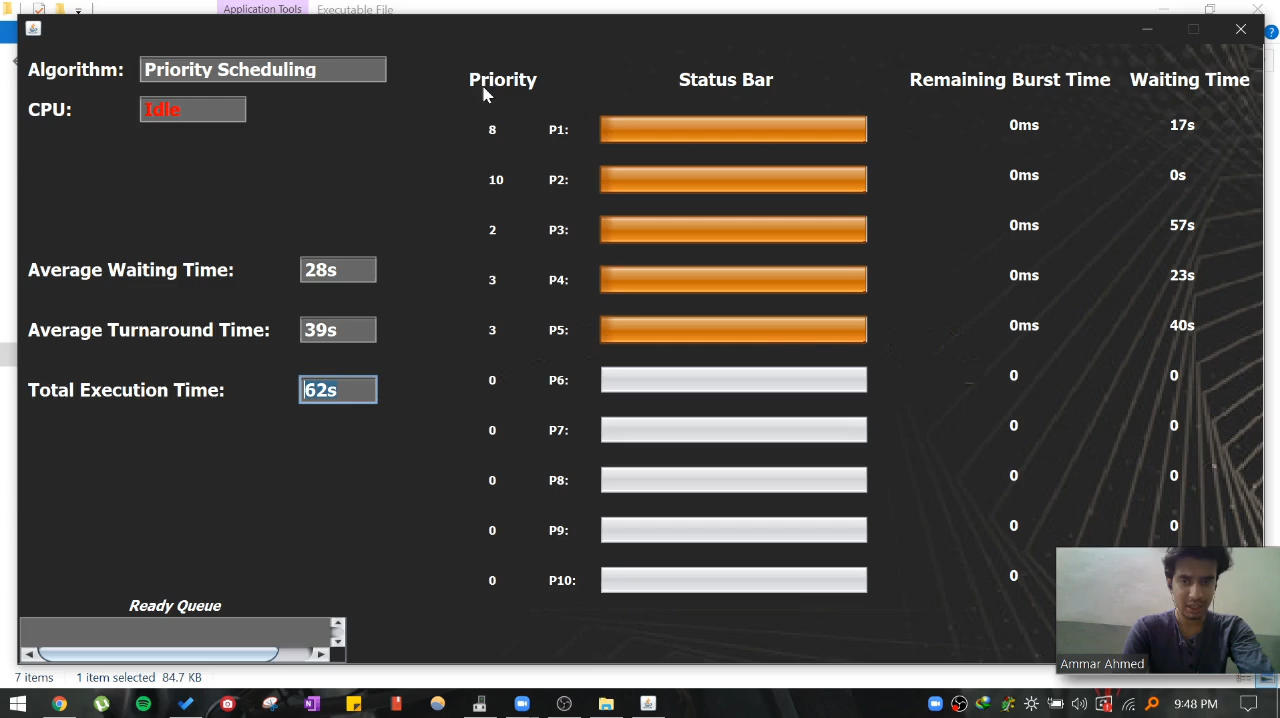 Application Tools
Executable File
Algorithm: Priority Scheduling
CPU: Idle
Average Waiting Time: 28s
Average Turnaround Time: 39s
Total Execution Time: 62s
Ready Queue
Priority Status Bar Remaining Burst Time Waiting Time
8 P1: 0ms 17s
10 P2: 0ms 0s
2 P3: 0ms 57s
3 P4: 0ms 23s
3 P5: 0ms 40s
0 P6: 0 0
0 P7: 0 0
0 P8: 0 0
0 P9: 0 0
0 P10: 0
Ammar Ahmed
7 items 1 item selected 84.7 KB
9:48 PM